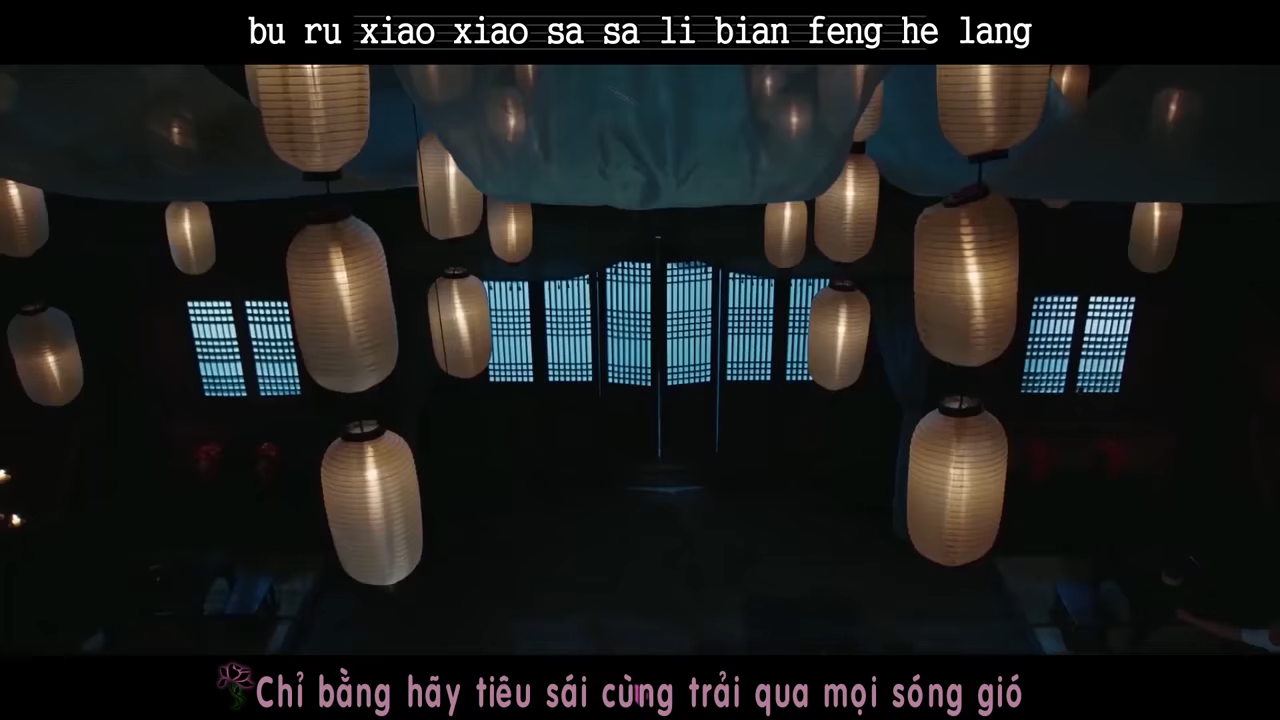 bu ru xiao xiao sa sa li bian feng he lang
Chỉ bằng hãy tiêu sái cùng trải qua mọi sóng gió